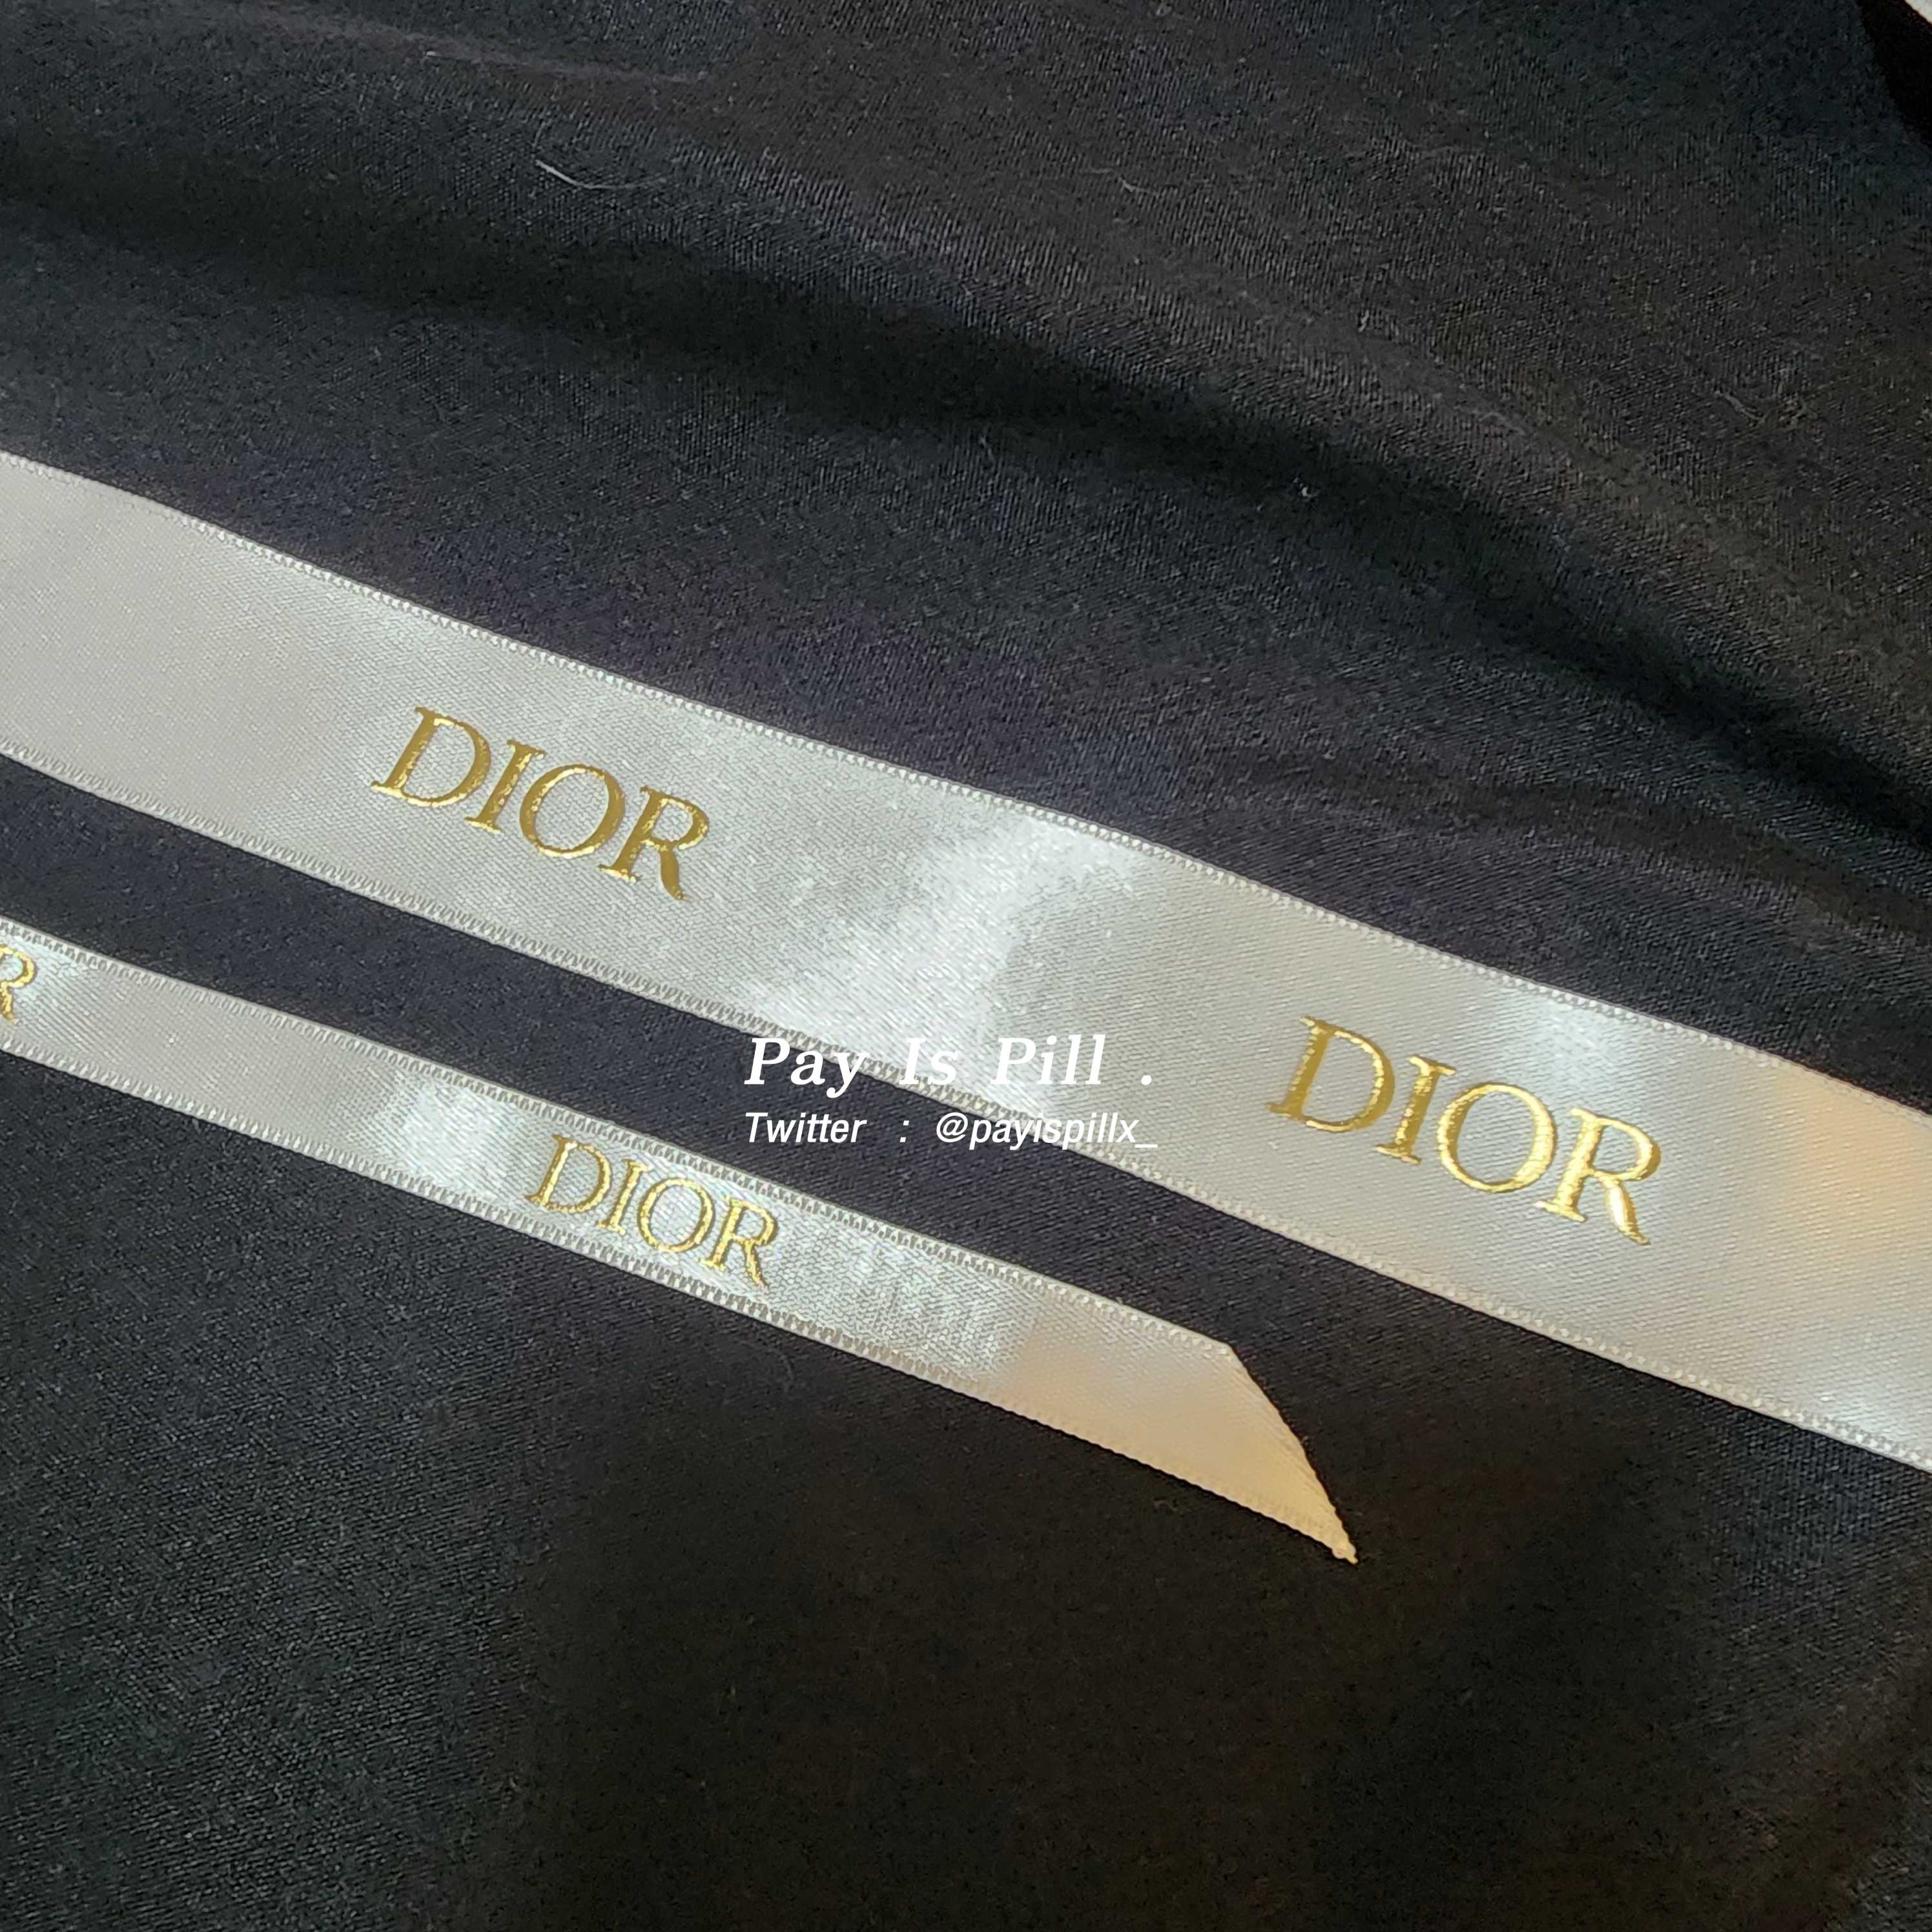 DIOR
DIOR
R
DIOR
Pay Is Pill .
Twitter : @payispillx_